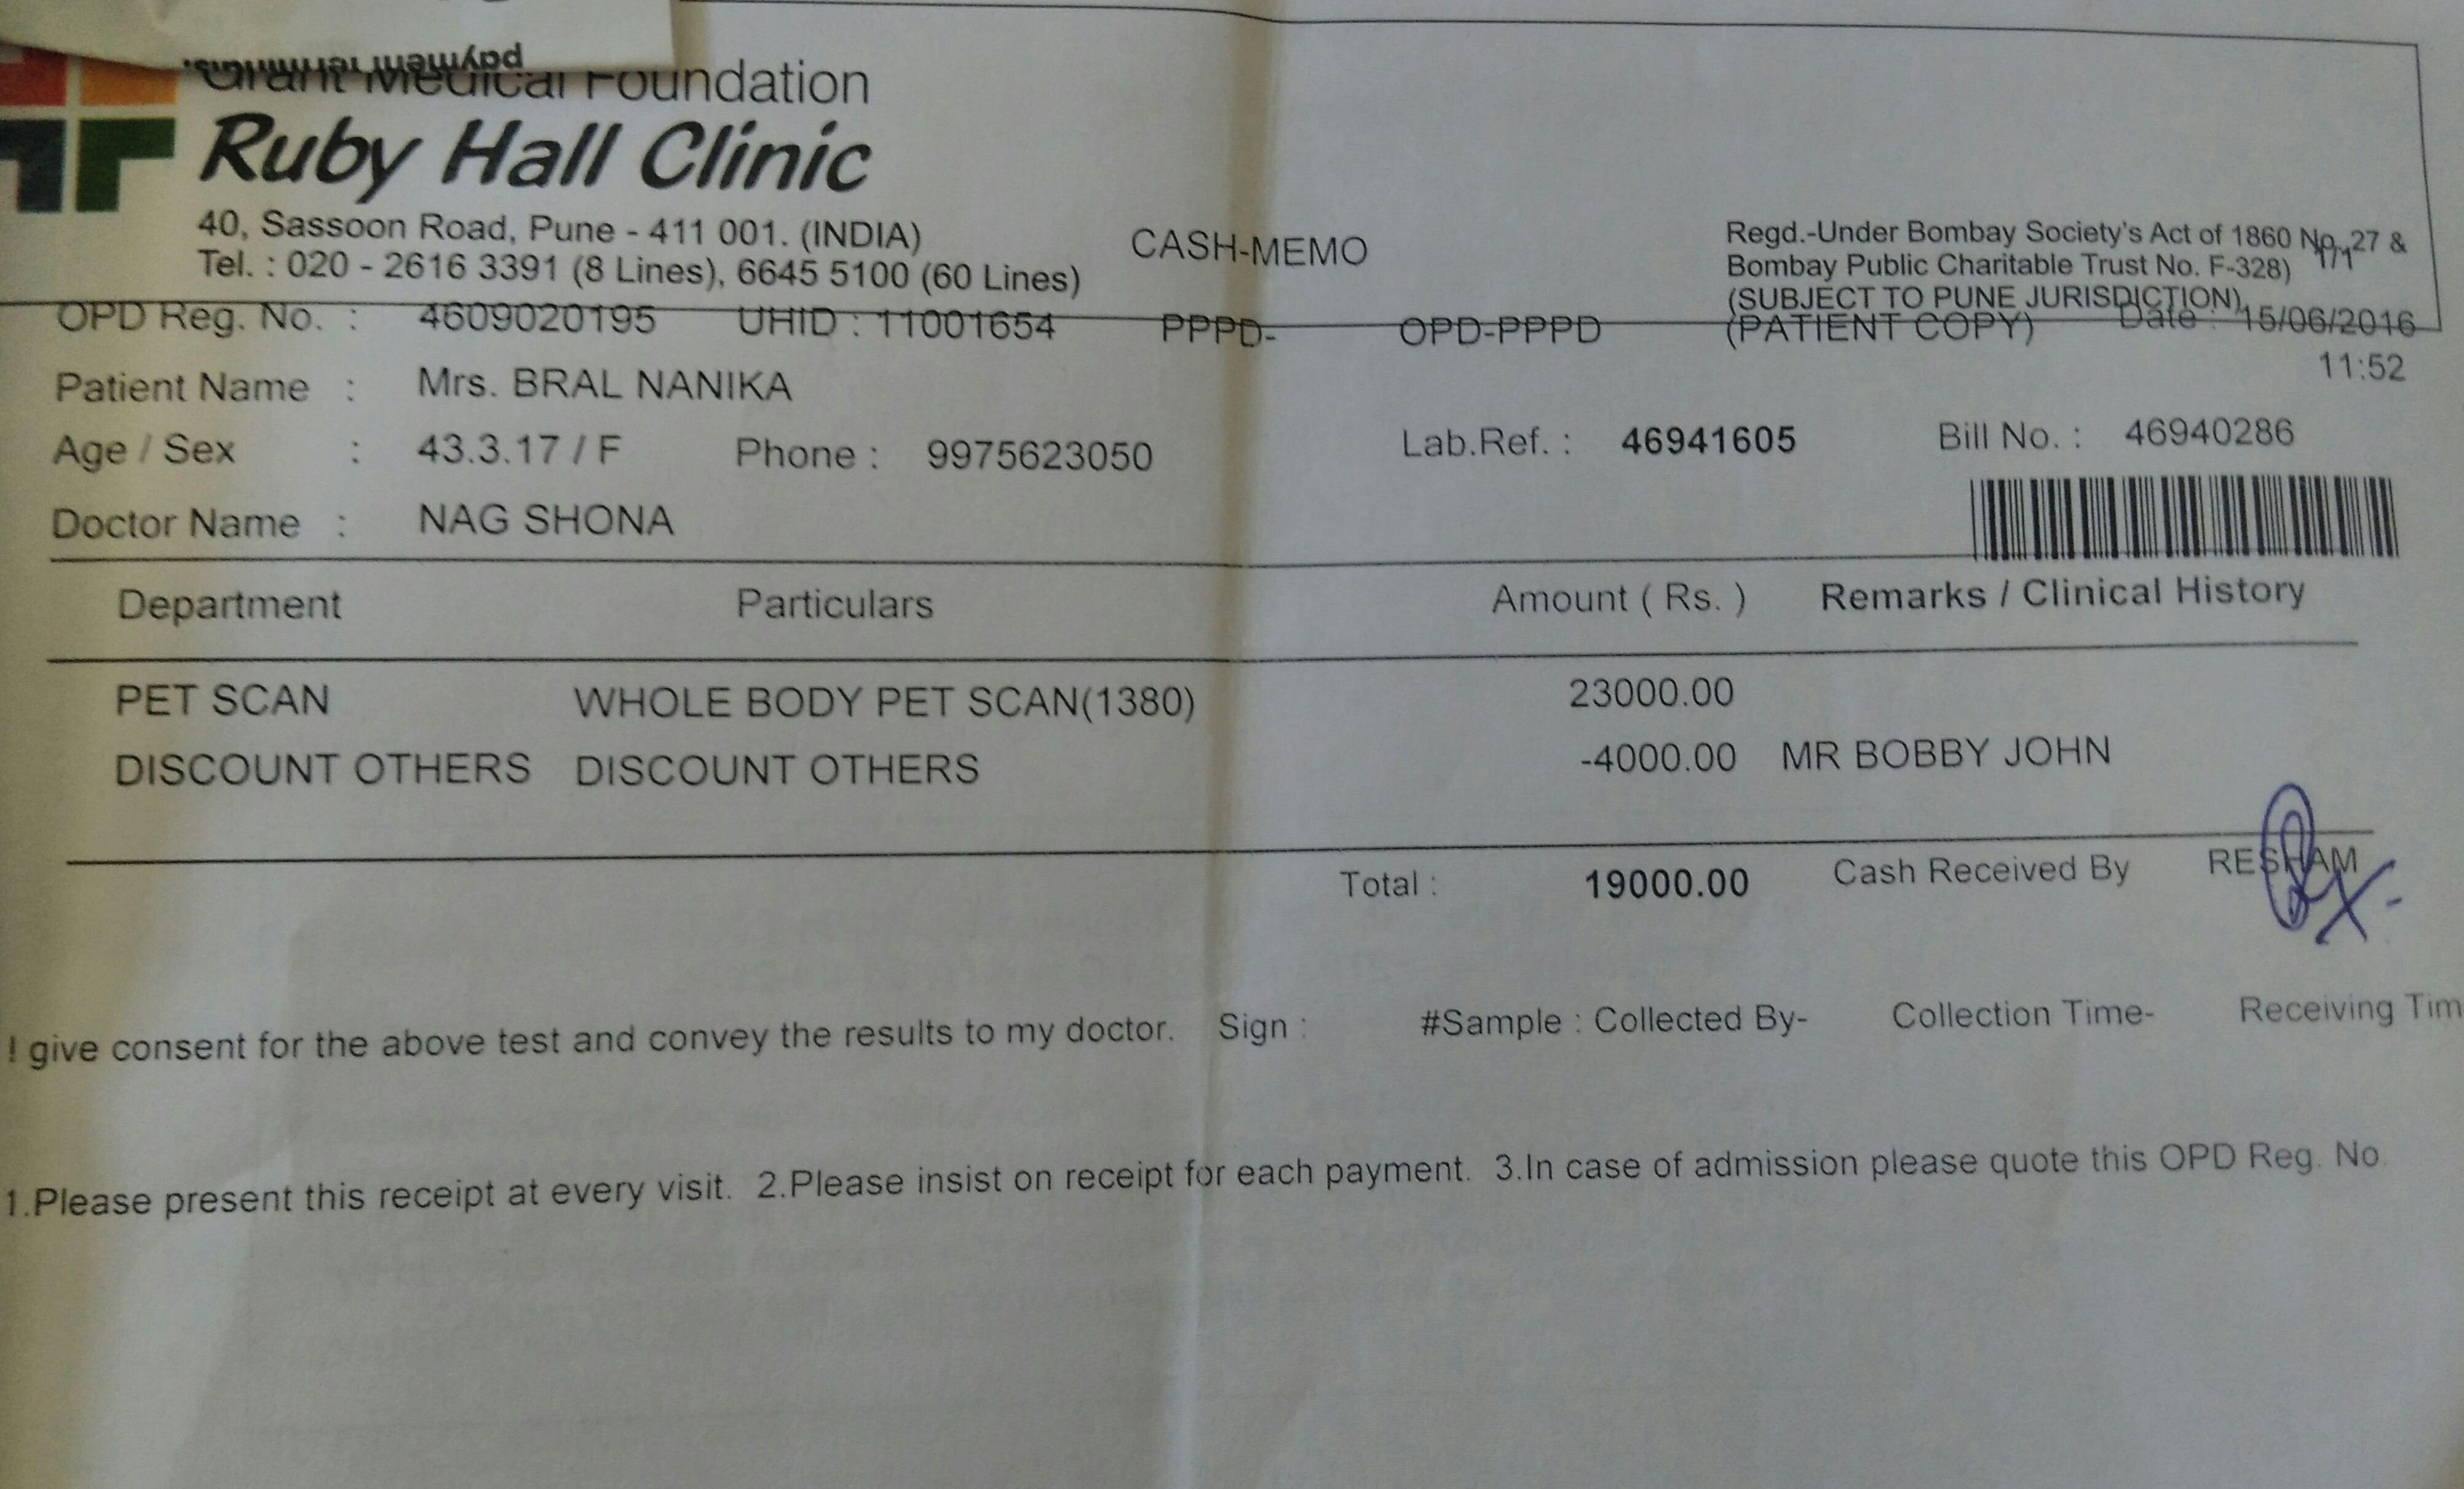 payment terminals.
Grant Medical Foundation
Ruby Hall Clinic
40, Sassoon Road, Pune - 411 001. (INDIA)
Tel. : 020 - 2616 3391 (8 Lines), 6645 5100 (60 Lines)
CASH-MEMO
Regd.-Under Bombay Society's Act of 1860 No. 27 &
1/1
Bombay Public Charitable Trust No. F-328)
(SUBJECT TO PUNE JURISDICTION)
OPD Reg. No. : 4609020195 UHID : 11001654 PPPD- OPD-PPPD (PATIENT COPY) Date : 15/06/2016
11:52
Patient Name : Mrs. BRAL NANIKA
Age / Sex : 43.3.17 / F Phone : 9975623050 Lab.Ref. : 46941605 Bill No. : 46940286
Doctor Name : NAG SHONA
Department Particulars Amount ( Rs. ) Remarks / Clinical History
PET SCAN WHOLE BODY PET SCAN(1380) 23000.00
DISCOUNT OTHERS DISCOUNT OTHERS -4000.00 MR BOBBY JOHN
Total : 19000.00 Cash Received By RESHAM
I give consent for the above test and convey the results to my doctor. Sign : #Sample : Collected By- Collection Time- Receiving Tim
1.Please present this receipt at every visit. 2.Please insist on receipt for each payment. 3.In case of admission please quote this OPD Reg. No.